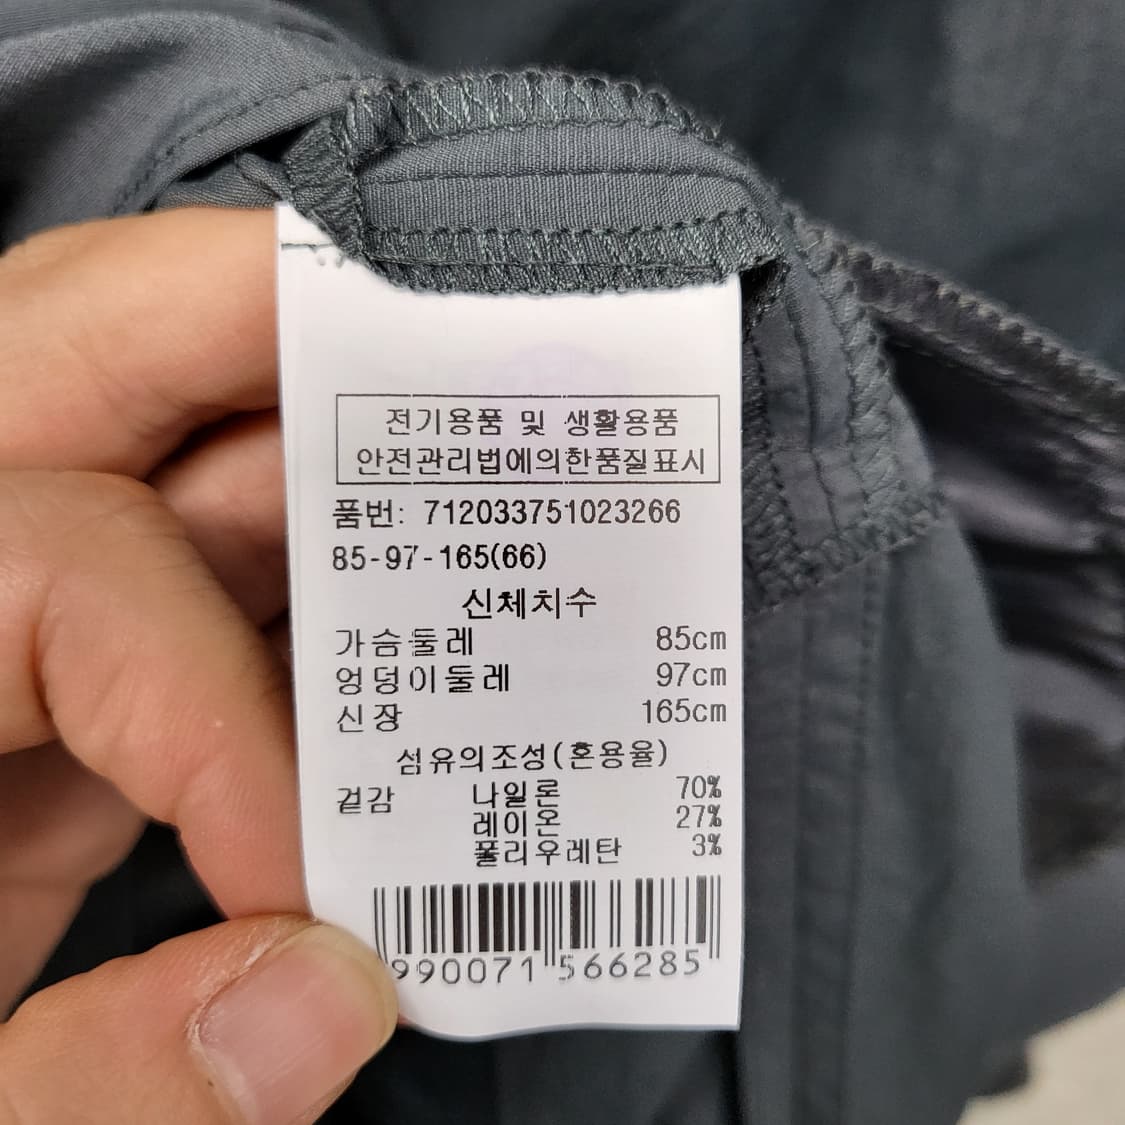 전기용품 및 생활용품
안전관리법에의한품질표시
품번: 712033751023266
85-97-165(66)
신체치수
가슴둘레 85cm
엉덩이둘레 97cm
신장 165cm
섬유의조성(혼용율)
겉감 나일론 70%
레이온 27%
폴리우레탄 3%
990071 566285